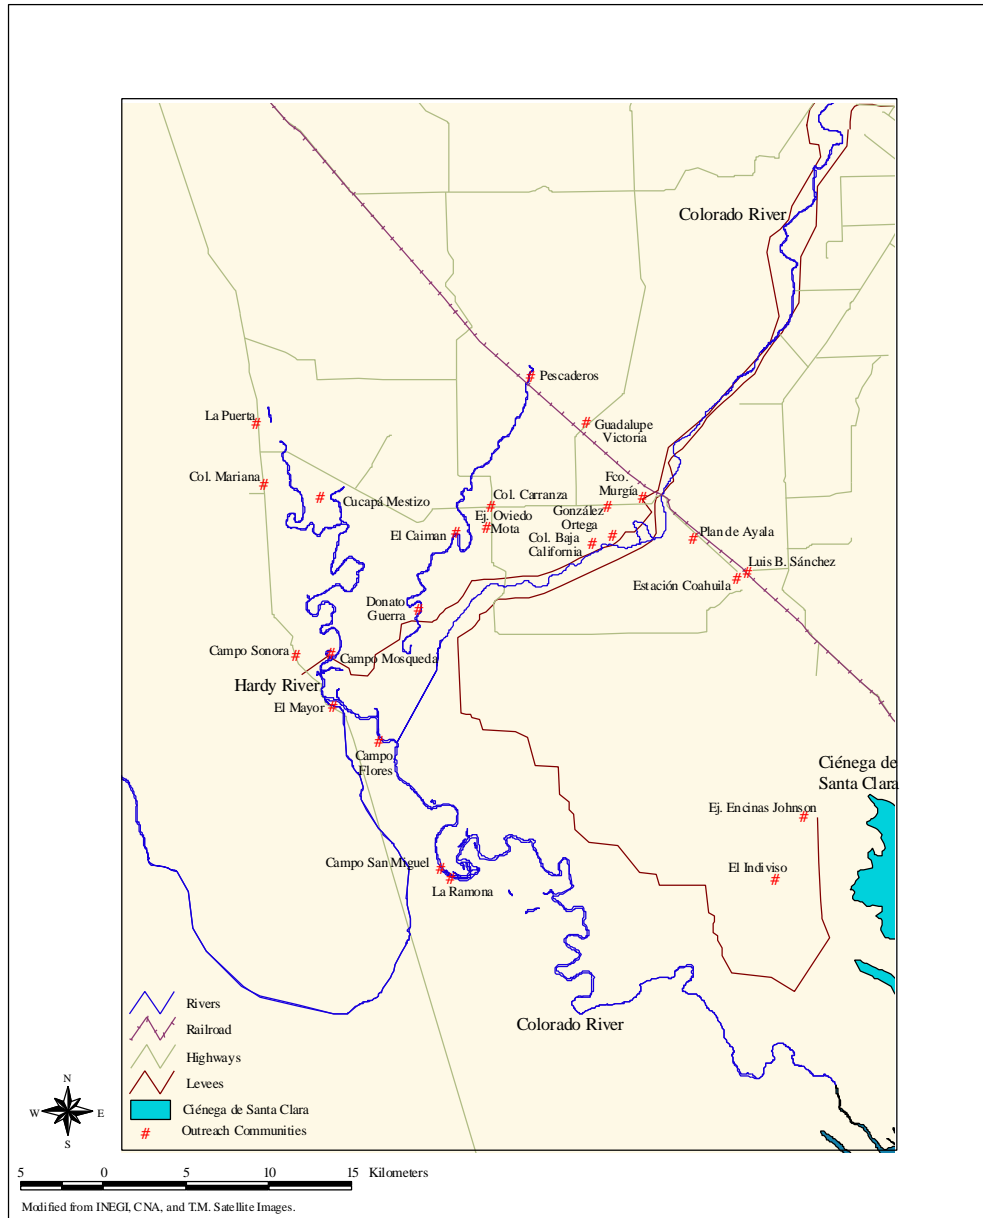 Colorado River
Pescaderos
La Puerta
Guadalupe
Victoria
Col. Mariana
Cucapá Mestizo
Col. Carranza
Fco.
Murgía
Ej. Oviedo
Mota
González
Ortega
El Caiman
Col. Baja
California
Plan de Ayala
Luis B. Sánchez
Estación Coahuila
Donato
Guerra
Campo Sonora
Campo Mosqueda
Hardy River
El Mayor
Campo
Flores
Ciénega de
Santa Clara
Ej. Encinas Johnson
Campo San Miguel
El Indiviso
La Ramona
Colorado River
Rivers
Railroad
Highways
Levees
Ciénega de Santa Clara
# Outreach Communities
N
W E
S
5 0 5 10 15 Kilometers
Modified from INEGI, CNA, and T.M. Satellite Images.